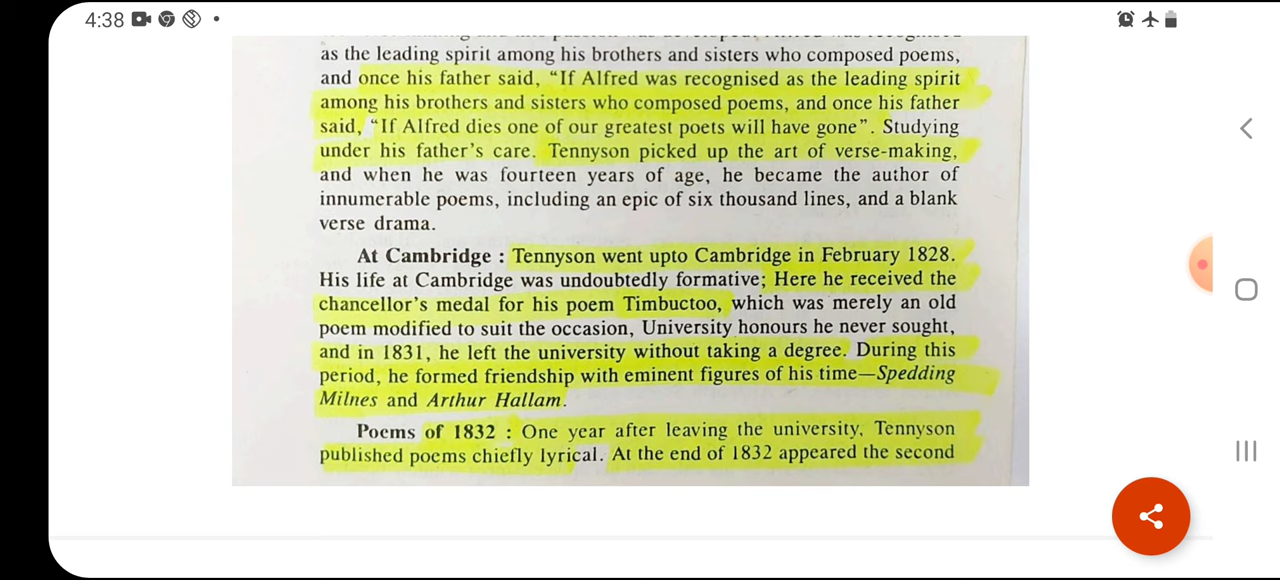 4:38
as the leading spirit among his brothers and sisters who composed poems,
and once his father said, “If Alfred was recognised as the leading spirit
among his brothers and sisters who composed poems, and once his father
said, “If Alfred dies one of our greatest poets will have gone”. Studying
under his father’s care. Tennyson picked up the art of verse-making,
and when he was fourteen years of age, he became the author of
innumerable poems, including an epic of six thousand lines, and a blank
verse drama.
At Cambridge : Tennyson went upto Cambridge in February 1828.
His life at Cambridge was undoubtedly formative; Here he received the
chancellor’s medal for his poem Timbuctoo, which was merely an old
poem modified to suit the occasion, University honours he never sought,
and in 1831, he left the university without taking a degree. During this
period, he formed friendship with eminent figures of his time—Spedding
Milnes and Arthur Hallam.
Poems of 1832 : One year after leaving the university, Tennyson
published poems chiefly lyrical. At the end of 1832 appeared the second